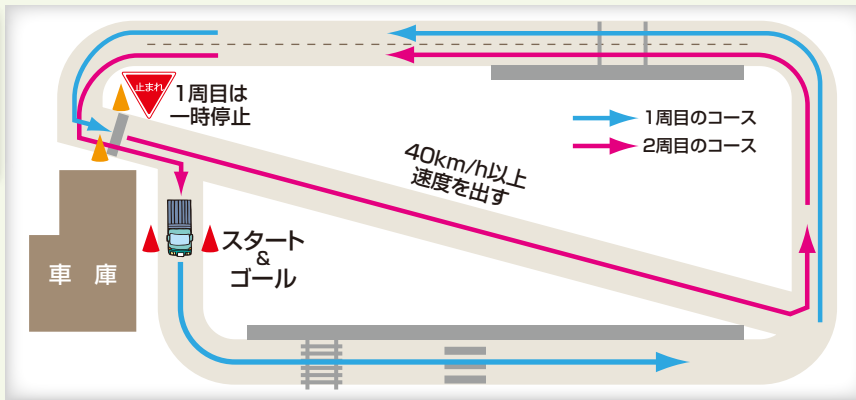 止まれ
1周目は
一時停止
1周目のコース
2周目のコース
40km/h以上
速度を出す
スタート
&
ゴール
車 庫